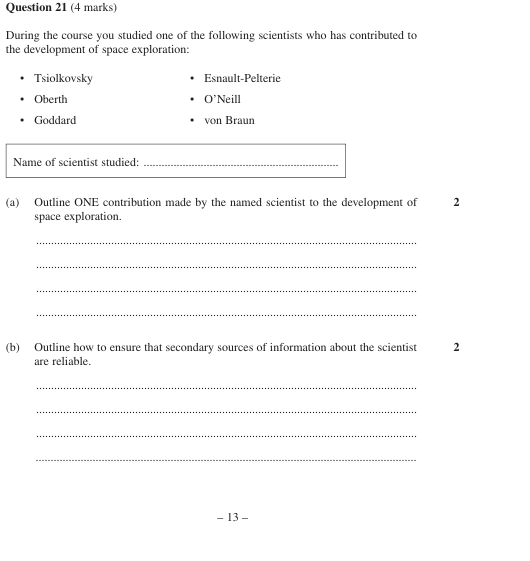 Question 21 (4 marks)
During the course you studied one of the following scientists who has contributed to
the development of space exploration:
• Tsiolkovsky • Esnault-Pelterie
• Oberth • O’Neill
• Goddard • von Braun
Name of scientist studied: .................................................................
(a) Outline ONE contribution made by the named scientist to the development of 2
space exploration.
...............................................................................................................................
...............................................................................................................................
...............................................................................................................................
...............................................................................................................................
(b) Outline how to ensure that secondary sources of information about the scientist 2
are reliable.
...............................................................................................................................
...............................................................................................................................
...............................................................................................................................
...............................................................................................................................
– 13 –